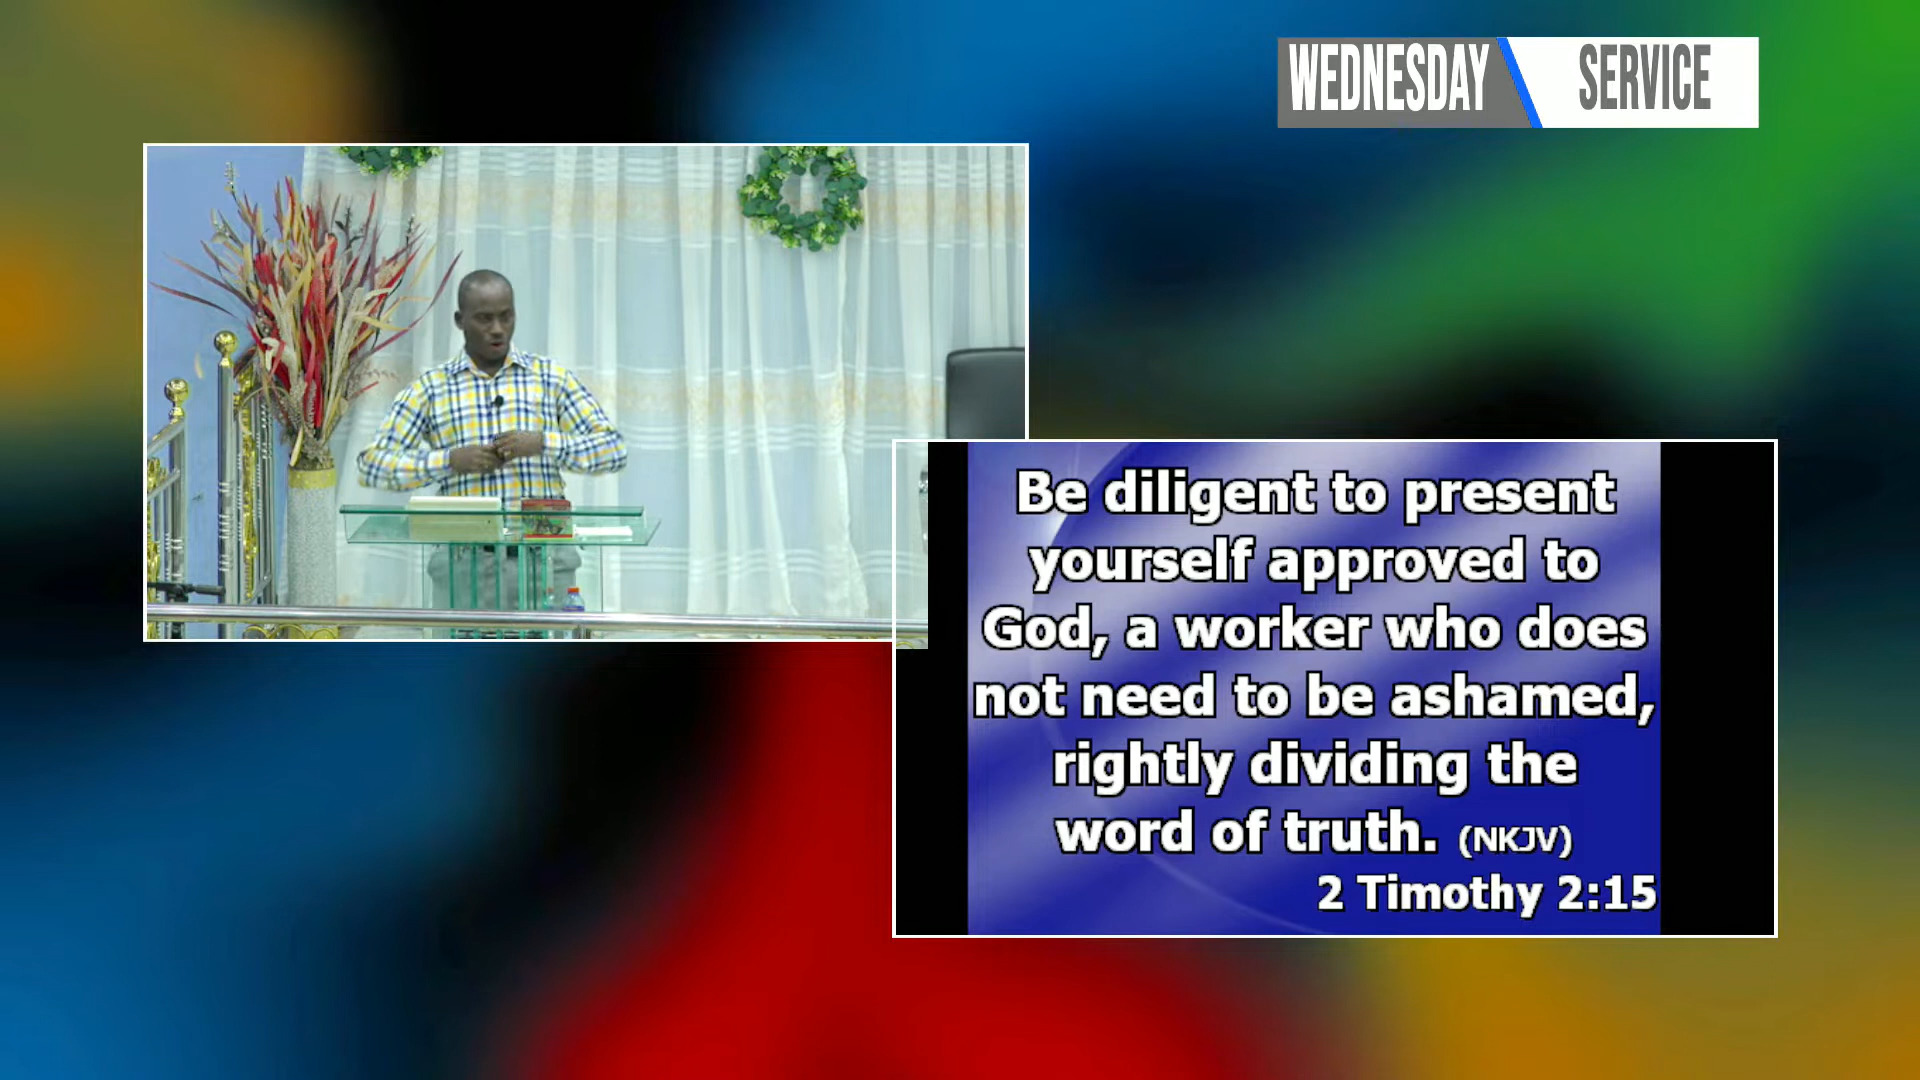 WEDNESDAY SERVICE
Be diligent to present
yourself approved to
God, a worker who does
not need to be ashamed,
rightly dividing the
word of truth. (NKJV)
2 Timothy 2:15